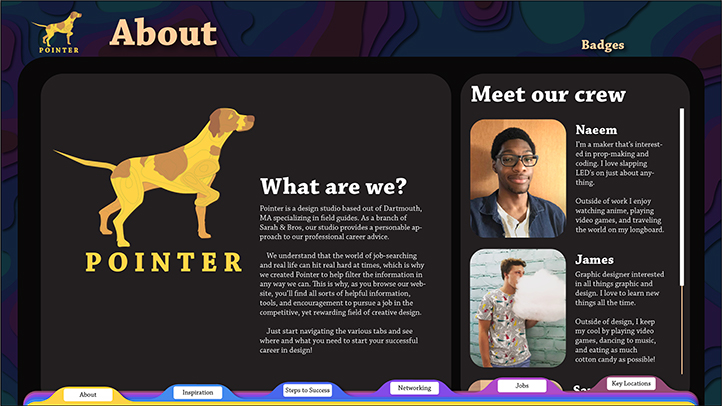 POINTER
About
Badges
POINTER
What are we?
Pointer is a design studio based out of Dartmouth,
MA specializing in field guides. As a branch of
Sarah & Bros, our studio provides a personable ap-
proach to our professional career advice.
We understand that the world of job-searching
and real life can hit real hard at times, which is why
we created Pointer to help filter the information in
any way we can. This is why, as you browse our web-
site, you'll find all sorts of helpful information,
tools, and encouragement to pursue a job in the
competitive, yet rewarding field of creative design.
Just start navigating the various tabs and see
where and what you need to start your successful
career in design!
Meet our crew
Naeem
I'm a maker that's interest-
ed in prop-making and
coding. I love slapping
LED's on just about any-
thing.
Outside of work I enjoy
watching anime, playing
video games, and traveling
the world on my longboard.
James
Graphic designer interested
in all things graphic and
design. I love to learn new
things all the time.
Outside of design, I keep
my cool by playing video
games, dancing to music,
and eating as much
cotton candy as possible!
About
Inspiration
Steps to Success
Networking
Jobs
Key Locations